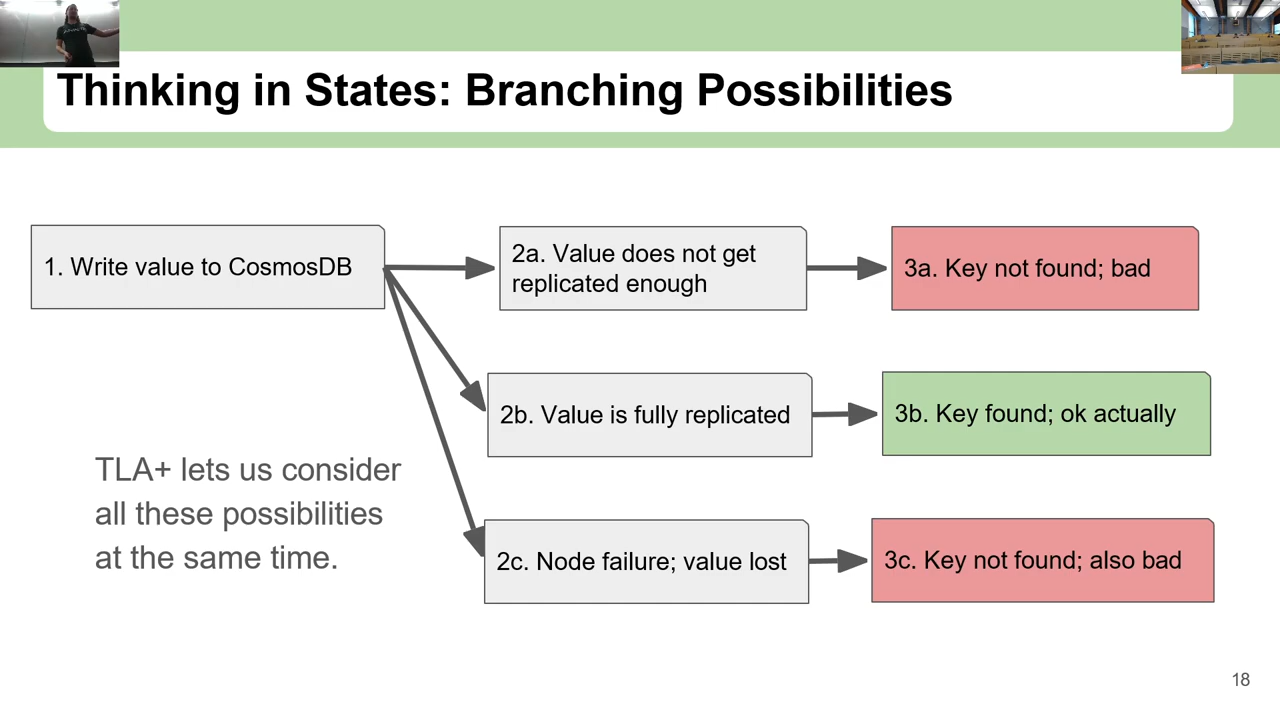 Thinking in States: Branching Possibilities
1. Write value to CosmosDB
2a. Value does not get
replicated enough
3a. Key not found; bad
2b. Value is fully replicated
3b. Key found; ok actually
TLA+ lets us consider
all these possibilities
at the same time.
2c. Node failure; value lost
3c. Key not found; also bad
18